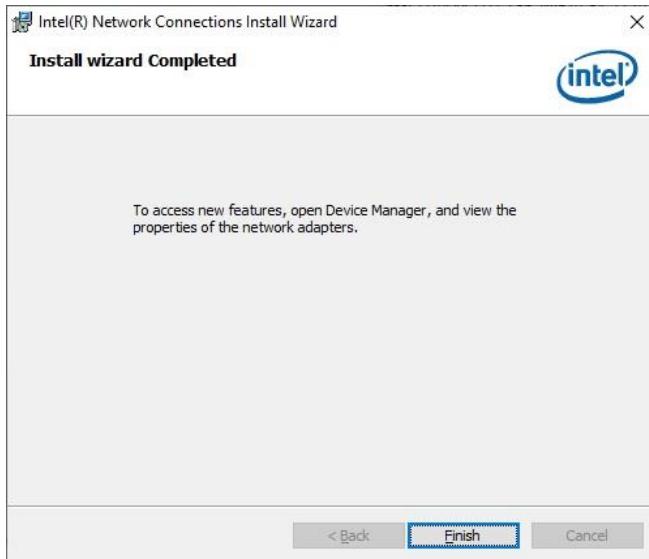 Intel(R) Network Connections Install Wizard
Install wizard Completed
intel
To access new features, open Device Manager, and view the
properties of the network adapters.
< Back
Finish
Cancel